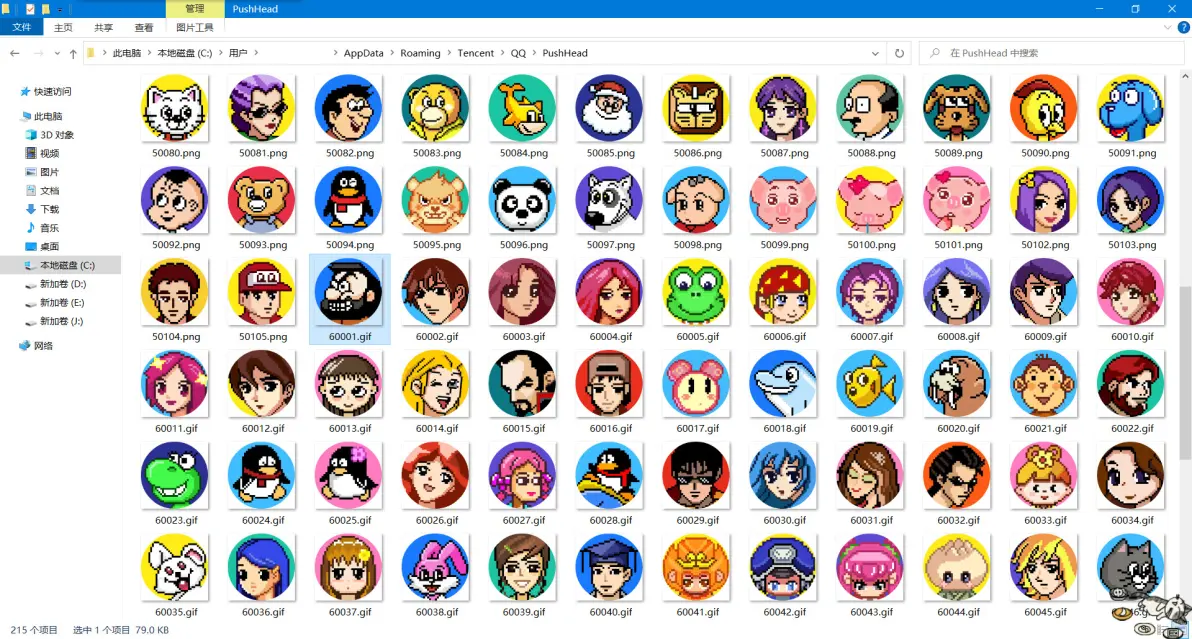 管理
PushHead
文件
主页
共享
查看
图片工具
此电脑
本地磁盘 (C:)
用户
AppData
Roaming
Tencent
QQ
PushHead
在 PushHead 中搜索
快速访问
此电脑
3D 对象
视频
图片
文档
下载
音乐
桌面
本地磁盘 (C:)
新加卷 (D:)
新加卷 (E:)
新加卷 (J:)
网络
50080.png 50081.png 50082.png 50083.png 50084.png 50085.png 50086.png 50087.png 50088.png 50089.png 50090.png 50091.png
50092.png 50093.png 50094.png 50095.png 50096.png 50097.png 50098.png 50099.png 50100.png 50101.png 50102.png 50103.png
50104.png 50105.png 60001.gif 60002.gif 60003.gif 60004.gif 60005.gif 60006.gif 60007.gif 60008.gif 60009.gif 60010.gif
60011.gif 60012.gif 60013.gif 60014.gif 60015.gif 60016.gif 60017.gif 60018.gif 60019.gif 60020.gif 60021.gif 60022.gif
60023.gif 60024.gif 60025.gif 60026.gif 60027.gif 60028.gif 60029.gif 60030.gif 60031.gif 60032.gif 60033.gif 60034.gif
60035.gif 60036.gif 60037.gif 60038.gif 60039.gif 60040.gif 60041.gif 60042.gif 60043.gif 60044.gif 60045.gif
215 个项目 选中 1 个项目 79.0 KB